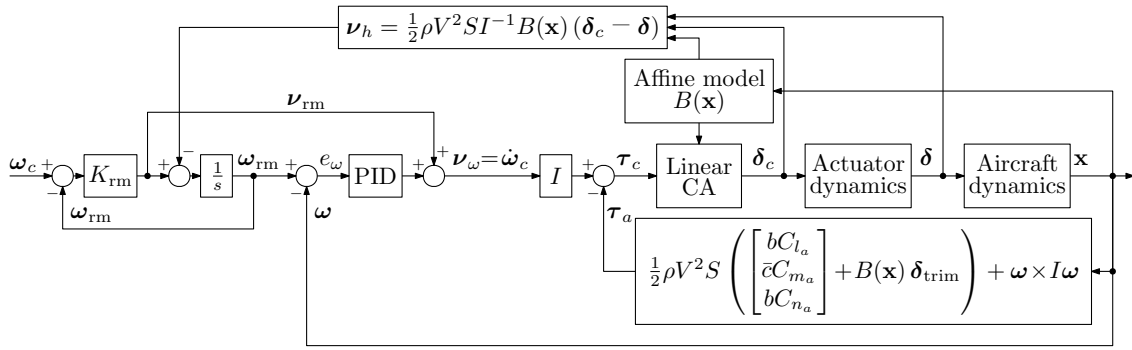 𝝂_h = ½ρV²SI⁻¹B(𝐱)(𝜹_c − 𝜹)
Affine model
B(𝐱)
𝝂_rm
−
𝝎_c + K_rm + 1/s 𝝎_rm + e_ω PID + + 𝝂_ω=𝝎̇_c I + 𝝉_c Linear CA 𝜹_c Actuator dynamics 𝜹 Aircraft dynamics 𝐱
− − −
𝝎_rm 𝝎 𝝉_a
½ρV²S([bC_{l_a}; c̄C_{m_a}; bC_{n_a}] + B(𝐱) 𝜹_trim) + 𝝎×I𝝎